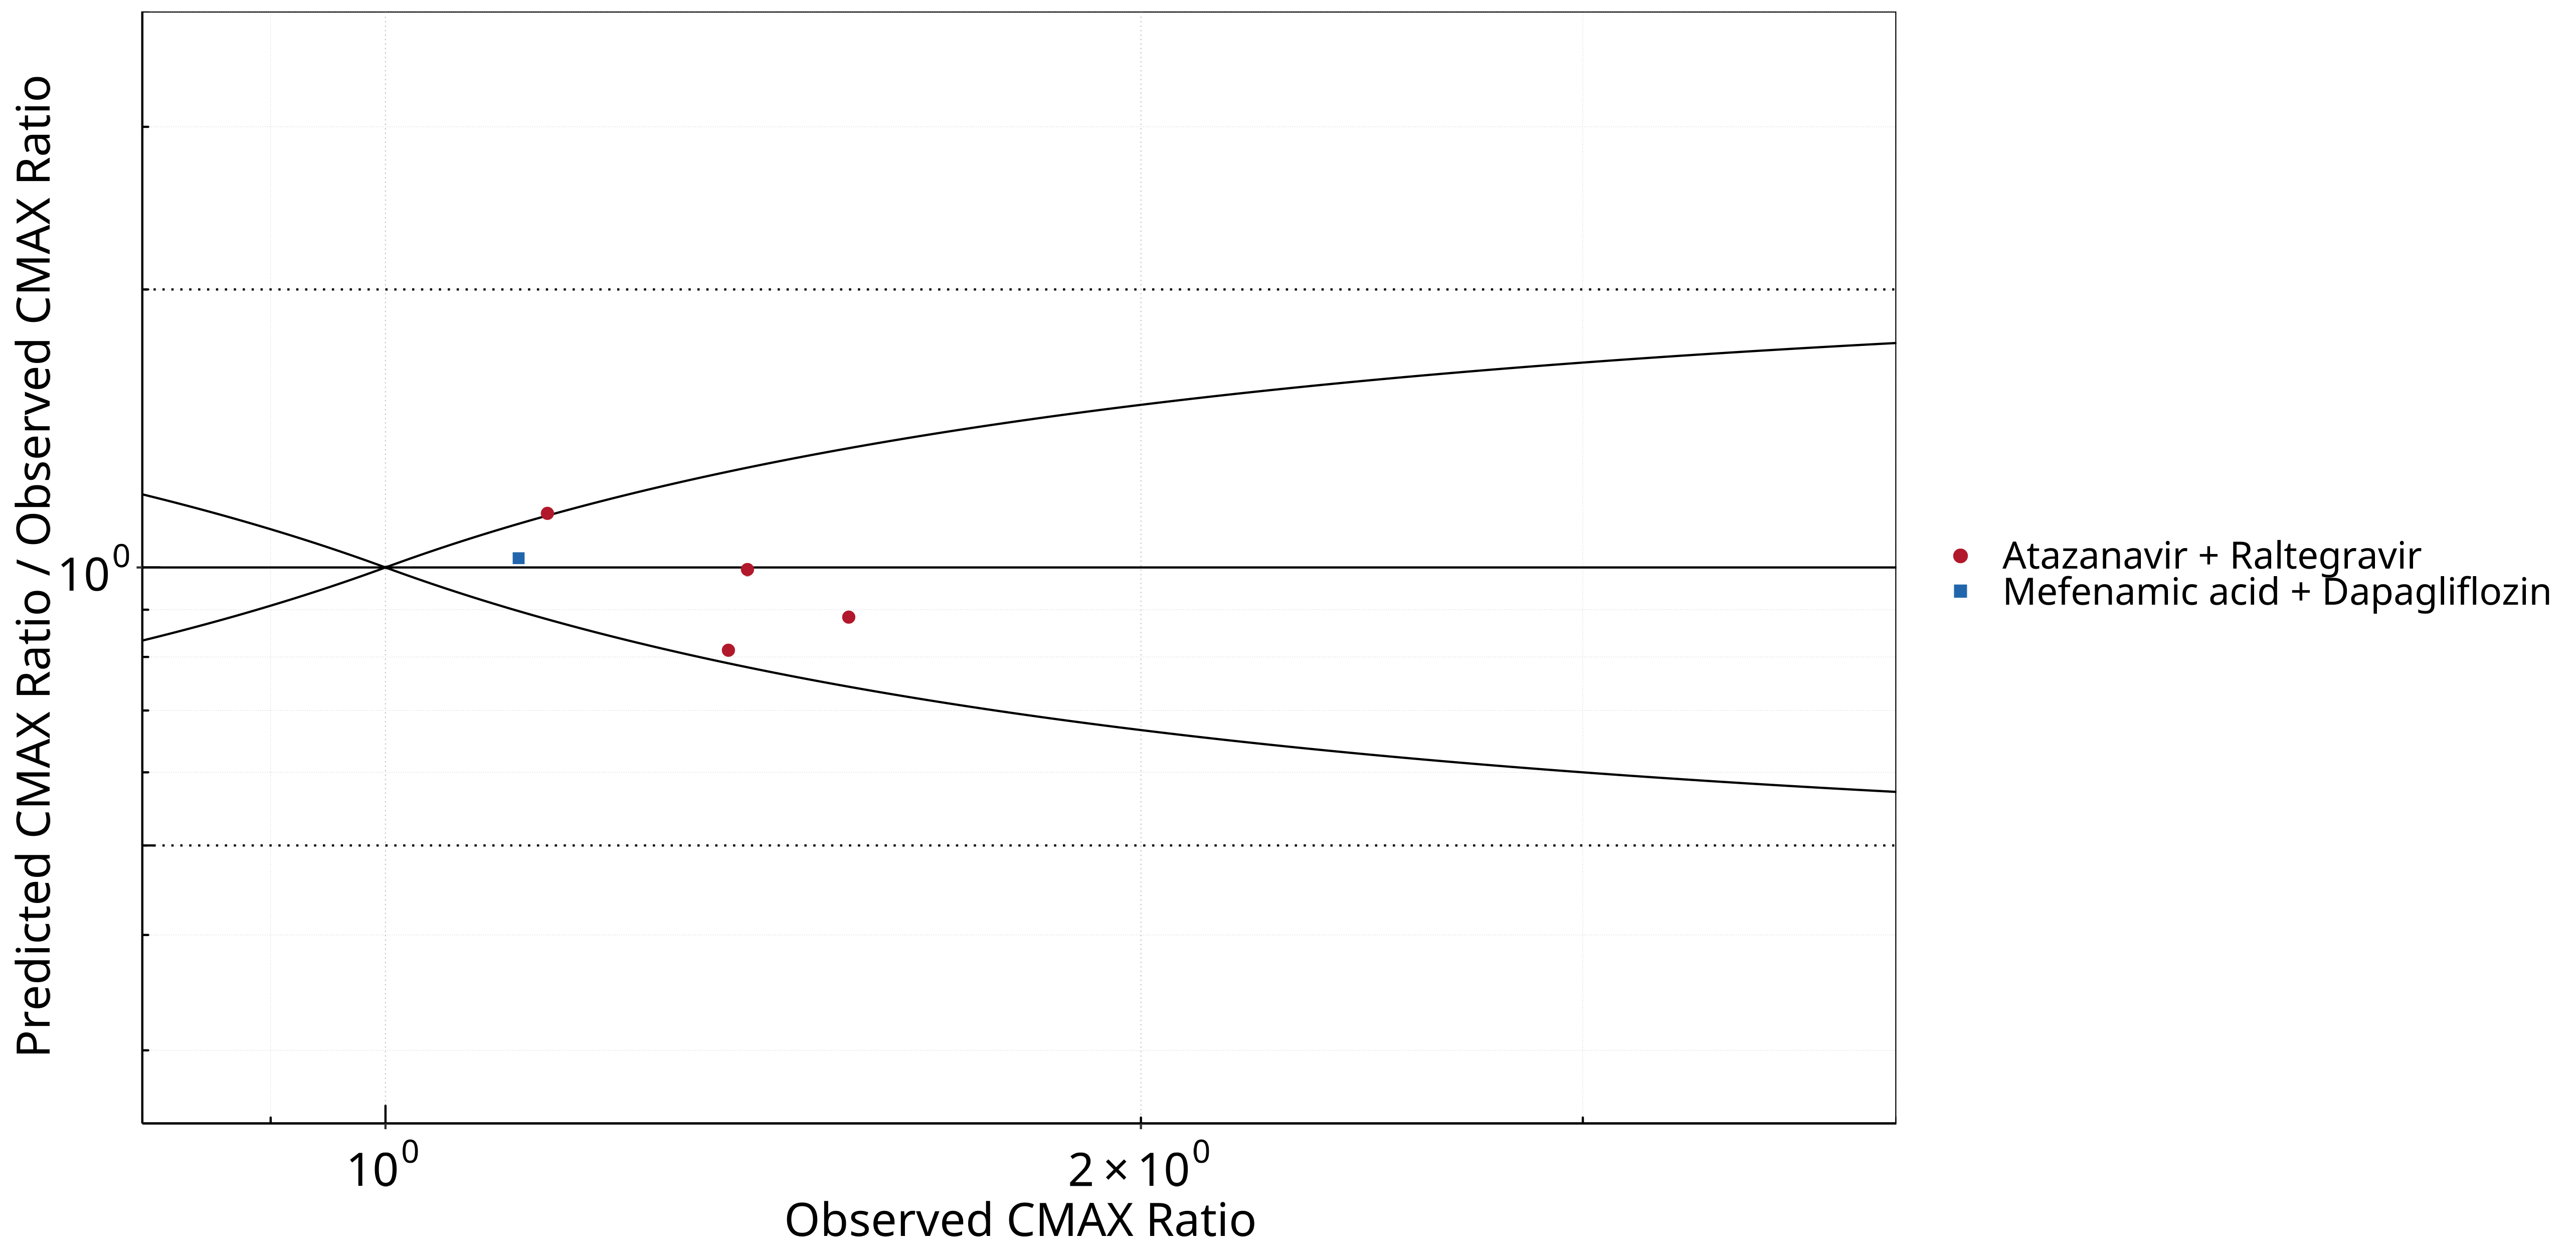 Predicted CMAX Ratio / Observed CMAX Ratio
10⁰
10⁰
2 × 10⁰
Observed CMAX Ratio
Atazanavir + Raltegravir
Mefenamic acid + Dapagliflozin